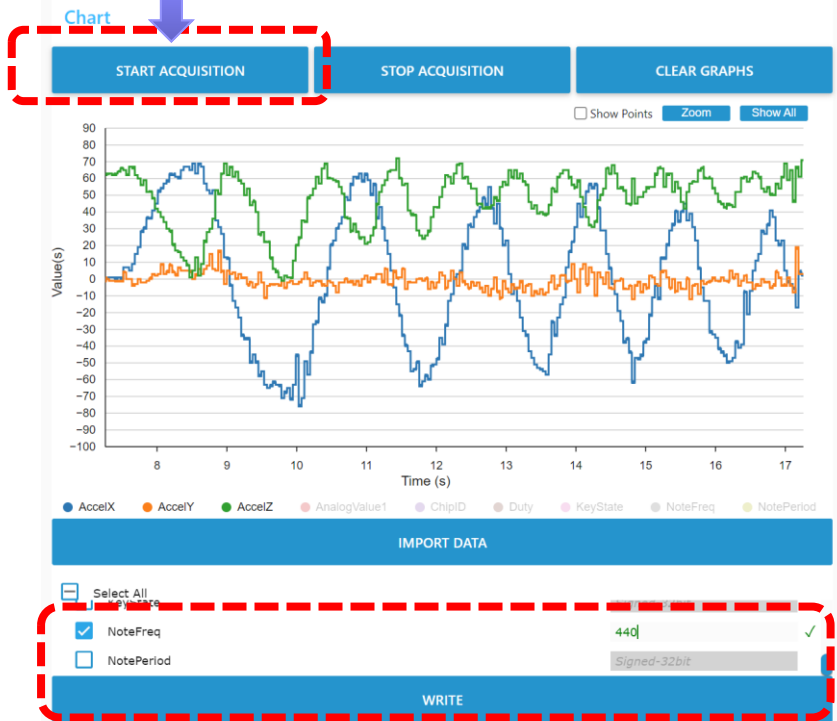 Chart
START ACQUISITION STOP ACQUISITION CLEAR GRAPHS
Show Points Zoom Show All
90
80
70
60
50
40
30
20
10
0
−10
−20
−30
−40
−50
−60
−70
−80
−90
−100
Value(s)
8 9 10 11 12 13 14 15 16 17
Time (s)
AccelX AccelY AccelZ AnalogValue1 ChipID Duty KeyState NoteFreq NotePeriod
IMPORT DATA
Select All
KeyState Signed-32bit
NoteFreq 440
NotePeriod Signed-32bit
WRITE